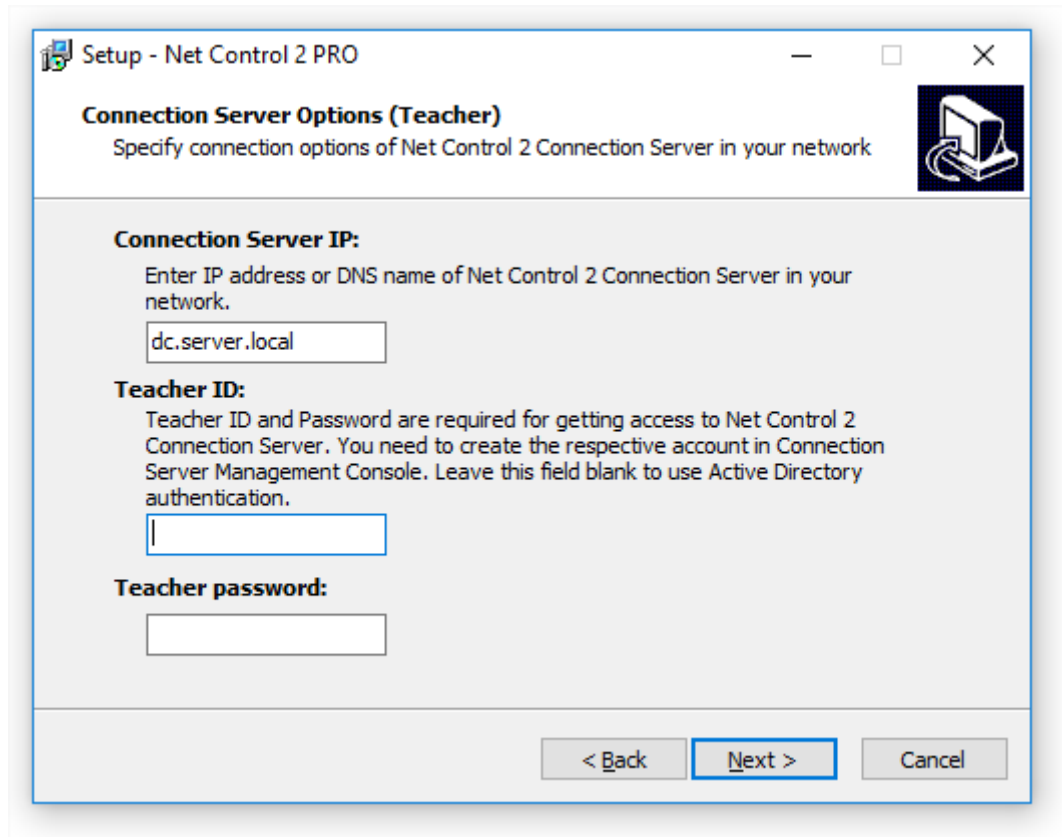 Setup - Net Control 2 PRO
Connection Server Options (Teacher)
Specify connection options of Net Control 2 Connection Server in your network
Connection Server IP:
Enter IP address or DNS name of Net Control 2 Connection Server in your
network.
dc.server.local
Teacher ID:
Teacher ID and Password are required for getting access to Net Control 2
Connection Server. You need to create the respective account in Connection
Server Management Console. Leave this field blank to use Active Directory
authentication.
Teacher password:
< Back Next > Cancel